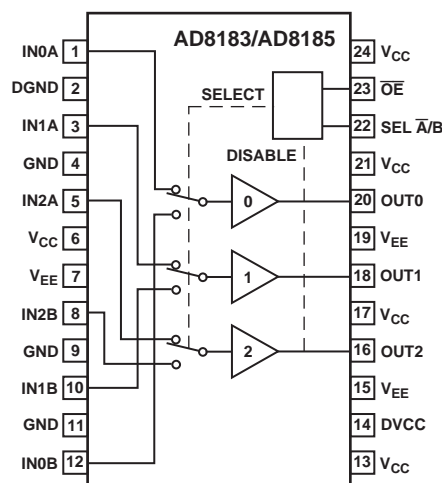 AD8183/AD8185
IN0A 1
DGND 2
IN1A 3
GND 4
IN2A 5
VCC 6
VEE 7
IN2B 8
GND 9
IN1B 10
GND 11
IN0B 12
SELECT
DISABLE
0
1
2
24 VCC
23 O̅E̅
22 SEL A̅/B
21 VCC
20 OUT0
19 VEE
18 OUT1
17 VCC
16 OUT2
15 VEE
14 DVCC
13 VCC